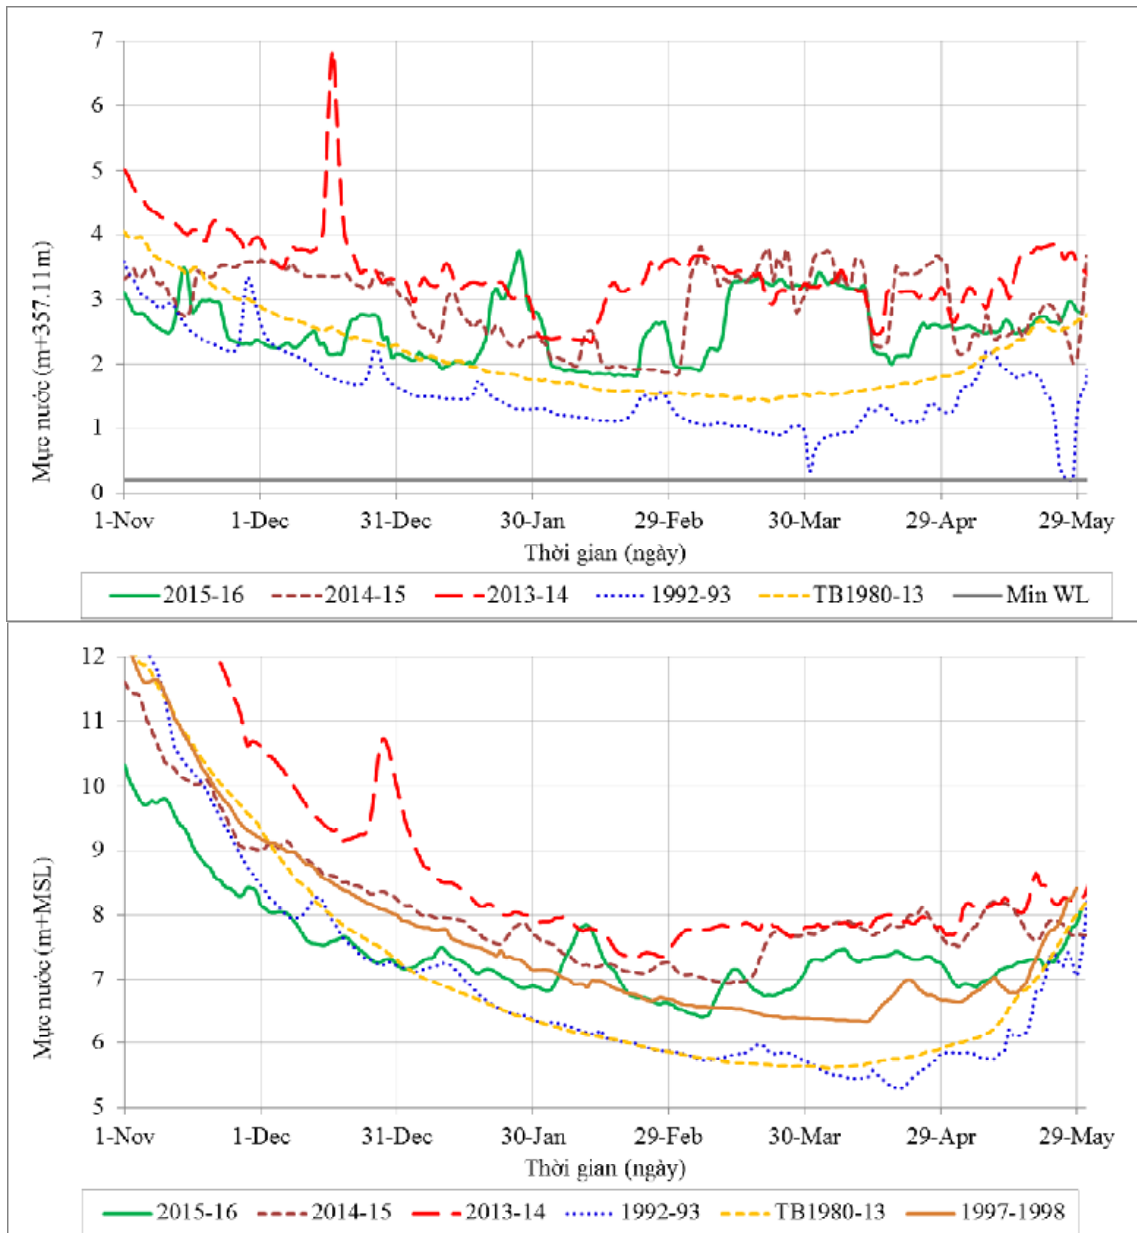 7
6
5
4
3
2
1
0
Mực nước (m+357.11m)
1-Nov 1-Dec 31-Dec 30-Jan 29-Feb 30-Mar 29-Apr 29-May
Thời gian (ngày)
2015-16 2014-15 2013-14 1992-93 TB1980-13 Min WL
12
11
10
9
8
7
6
5
Mực nước (m+MSL)
1-Nov 1-Dec 31-Dec 30-Jan 29-Feb 30-Mar 29-Apr 29-May
Thời gian (ngày)
2015-16 2014-15 2013-14 1992-93 TB1980-13 1997-1998